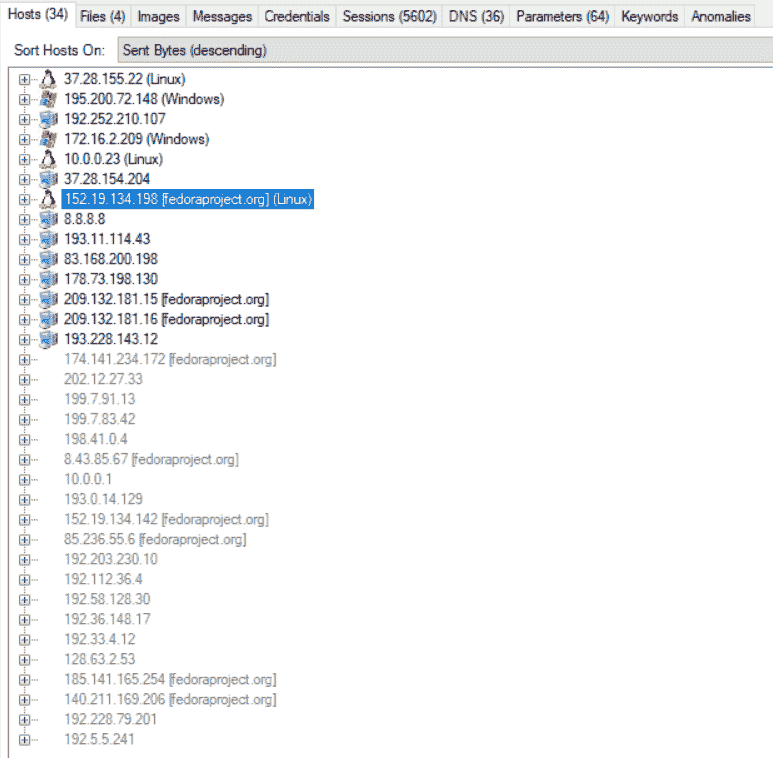 Hosts (34) Files (4) Images Messages Credentials Sessions (5602) DNS (36) Parameters (64) Keywords Anomalies
Sort Hosts On: Sent Bytes (descending)
37.28.155.22 (Linux)
195.200.72.148 (Windows)
192.252.210.107
172.16.2.209 (Windows)
10.0.0.23 (Linux)
37.28.154.204
152.19.134.198 [fedoraproject.org] (Linux)
8.8.8.8
193.11.114.43
83.168.200.198
178.73.198.130
209.132.181.15 [fedoraproject.org]
209.132.181.16 [fedoraproject.org]
193.228.143.12
174.141.234.172 [fedoraproject.org]
202.12.27.33
199.7.91.13
199.7.83.42
198.41.0.4
8.43.85.67 [fedoraproject.org]
10.0.0.1
193.0.14.129
152.19.134.142 [fedoraproject.org]
85.236.55.6 [fedoraproject.org]
192.203.230.10
192.112.36.4
192.58.128.30
192.36.148.17
192.33.4.12
128.63.2.53
185.141.165.254 [fedoraproject.org]
140.211.169.206 [fedoraproject.org]
192.228.79.201
192.5.5.241